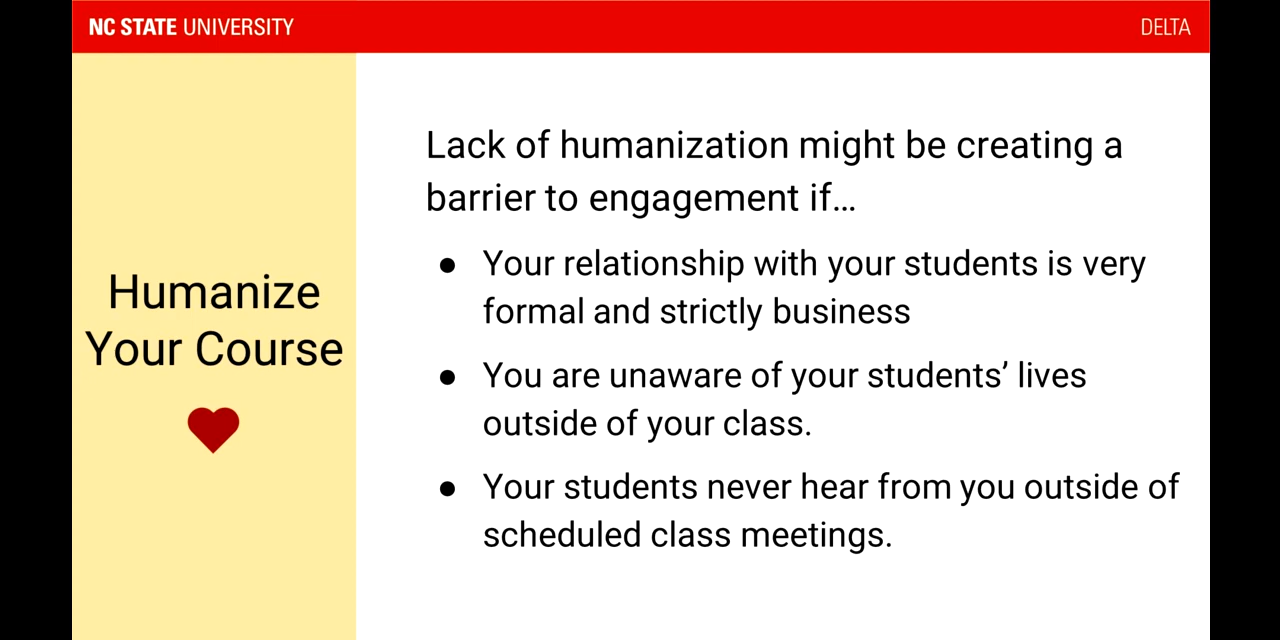 NC STATE UNIVERSITY
DELTA
Humanize
Your Course
Lack of humanization might be creating a
barrier to engagement if…
● Your relationship with your students is very
formal and strictly business
● You are unaware of your students’ lives
outside of your class.
● Your students never hear from you outside of
scheduled class meetings.